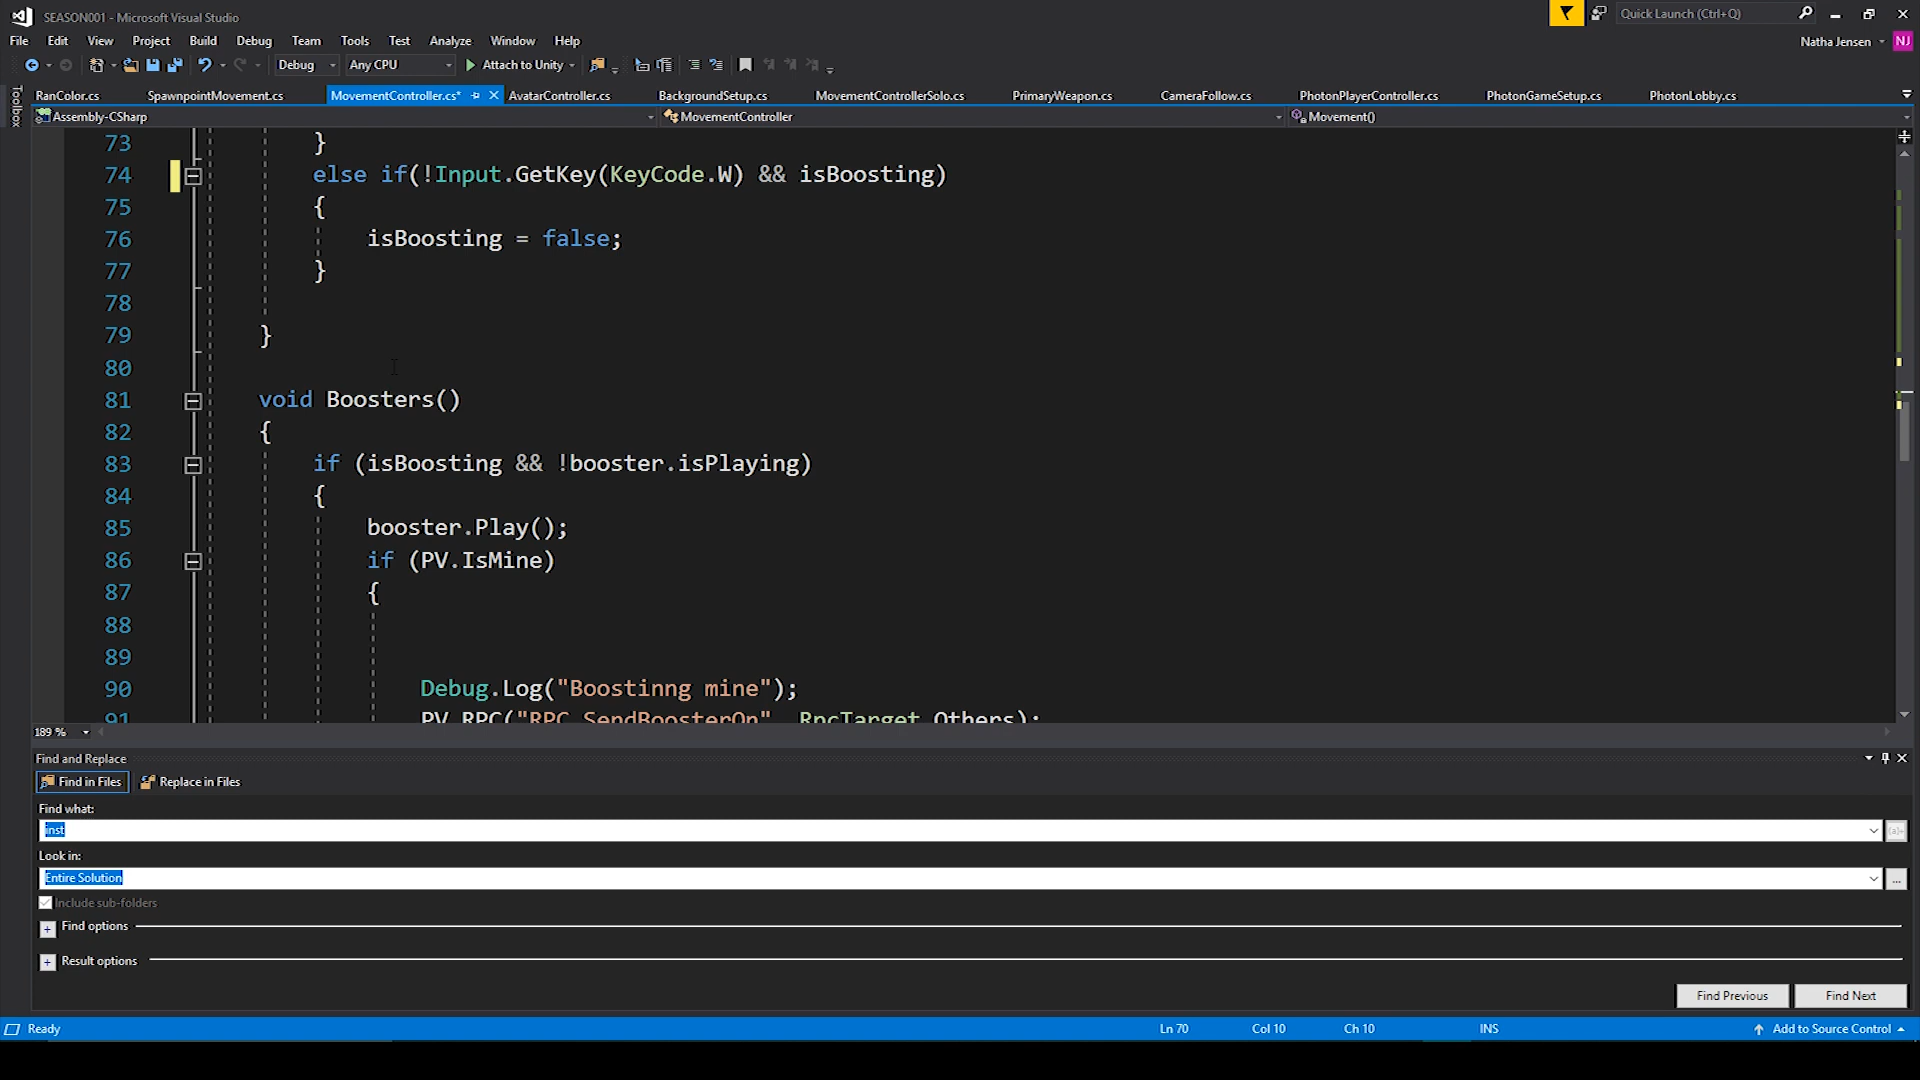 SEASON001 - Microsoft Visual Studio
Quick Launch (Ctrl+Q)
File Edit View Project Build Debug Team Tools Test Analyze Window Help
Natha Jensen NJ
Debug Any CPU Attach to Unity
Toolbox
RanColor.cs SpawnpointMovement.cs MovementController.cs* AvatarController.cs BackgroundSetup.cs MovementControllerSolo.cs PrimaryWeapon.cs CameraFollow.cs PhotonPlayerController.cs PhotonGameSetup.cs PhotonLobby.cs
Assembly-CSharp MovementController Movement()
73 }
74 else if(!Input.GetKey(KeyCode.W) && isBoosting)
75 {
76 isBoosting = false;
77 }
78
79 }
80
81 void Boosters()
82 {
83 if (isBoosting && !booster.isPlaying)
84 {
85 booster.Play();
86 if (PV.IsMine)
87 {
88
89
90 Debug.Log("Boostinng mine");
91 PV.RPC("RPC_SendBoosterOn", RpcTarget.Others);
189 %
Find and Replace
Find in Files Replace in Files
Find what:
inst
Look in:
Entire Solution
...
Include sub-folders
Find options
Result options
Find Previous Find Next
Ready Ln 70 Col 10 Ch 10 INS Add to Source Control